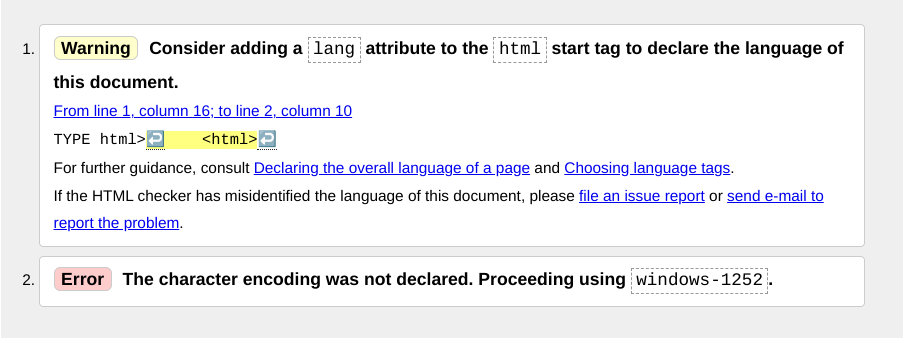 1. Warning Consider adding a lang attribute to the html start tag to declare the language of
this document.
From line 1, column 16; to line 2, column 10
TYPE html>↩ <html>↩
For further guidance, consult Declaring the overall language of a page and Choosing language tags.
If the HTML checker has misidentified the language of this document, please file an issue report or send e-mail to
report the problem.
2. Error The character encoding was not declared. Proceeding using windows-1252.